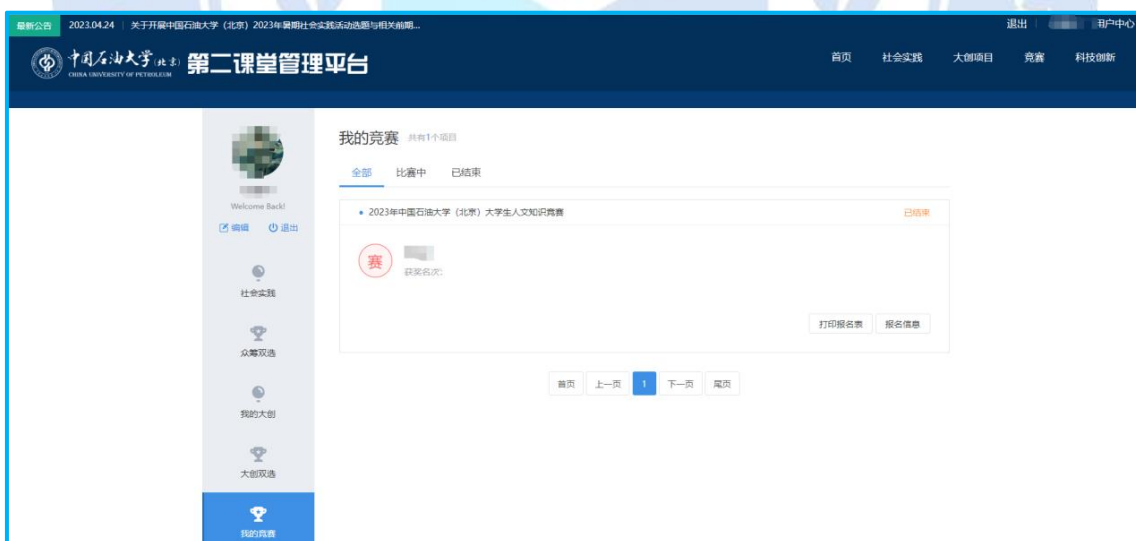 最新公告 2023.04.24 | 关于开展中国石油大学（北京）2023年暑期社会实践活动选题与相关前期... 退出 | 用户中心
中国石油大学(北京) 第二课堂管理平台 首页 社会实践 大创项目 竞赛 科技创新
CHINA UNIVERSITY OF PETROLEUM
我的竞赛 共有1个项目
全部 比赛中 已结束
Welcome Back!
编辑 退出
• 2023年中国石油大学（北京）大学生人文知识竞赛 已结束
赛
获奖名次:
打印报名表 报名信息
首页 上一页 1 下一页 尾页
社会实践
众筹双选
我的大创
大创双选
我的竞赛